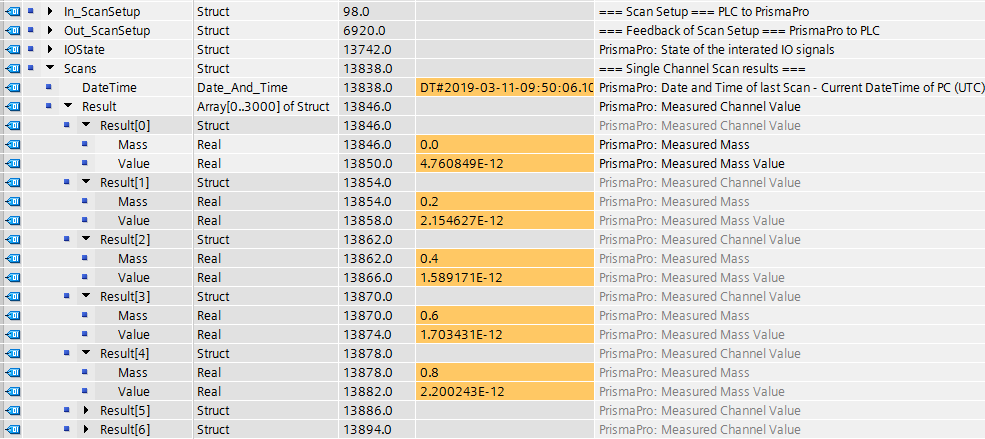 In_ScanSetup Struct 98.0 === Scan Setup === PLC to PrismaPro
Out_ScanSetup Struct 6920.0 === Feedback of Scan Setup === PrismaPro to PLC
IOState Struct 13742.0 PrismaPro: State of the interated IO signals
Scans Struct 13838.0 === Single Channel Scan results ===
DateTime Date_And_Time 13838.0 DT#2019-03-11-09:50:06.10 PrismaPro: Date and Time of last Scan - Current DateTime of PC (UTC)
Result Array[0..3000] of Struct 13846.0 PrismaPro: Measured Channel Value
Result[0] Struct 13846.0 PrismaPro: Measured Channel Value
Mass Real 13846.0 0.0 PrismaPro: Measured Mass
Value Real 13850.0 4.760849E-12 PrismaPro: Measured Mass Value
Result[1] Struct 13854.0 PrismaPro: Measured Channel Value
Mass Real 13854.0 0.2 PrismaPro: Measured Mass
Value Real 13858.0 2.154627E-12 PrismaPro: Measured Mass Value
Result[2] Struct 13862.0 PrismaPro: Measured Channel Value
Mass Real 13862.0 0.4 PrismaPro: Measured Mass
Value Real 13866.0 1.589171E-12 PrismaPro: Measured Mass Value
Result[3] Struct 13870.0 PrismaPro: Measured Channel Value
Mass Real 13870.0 0.6 PrismaPro: Measured Mass
Value Real 13874.0 1.703431E-12 PrismaPro: Measured Mass Value
Result[4] Struct 13878.0 PrismaPro: Measured Channel Value
Mass Real 13878.0 0.8 PrismaPro: Measured Mass
Value Real 13882.0 2.200243E-12 PrismaPro: Measured Mass Value
Result[5] Struct 13886.0 PrismaPro: Measured Channel Value
Result[6] Struct 13894.0 PrismaPro: Measured Channel Value